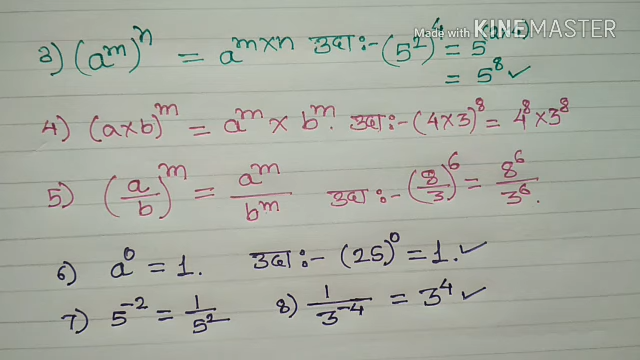 Made with KINEMASTER
3) (a^m)^n = a^(m×n) उदा:- (5^2)^4 = 5
= 5^8 ✓
4) (a×b)^m = a^m × b^m. उदा:- (4×3)^8 = 4^8 × 3^8
5) (a/b)^m = a^m/b^m उदा:- (8/3)^6 = 8^6/3^6.
6) a^0 = 1. उदा:- (25)^0 = 1. ✓
7) 5^-2 = 1/5^2 8) 1/3^-4 = 3^4 ✓